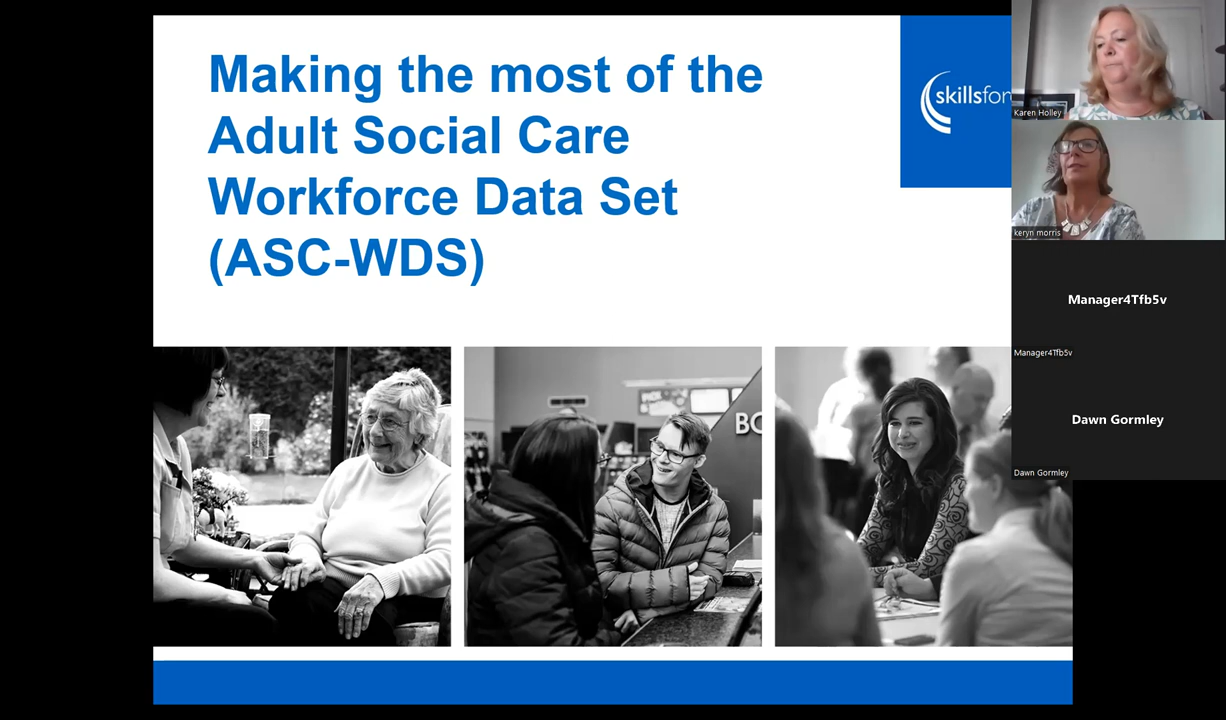 Making the most of the
Adult Social Care
Workforce Data Set
(ASC-WDS)
skillsfor
Karen Holley
keryn morris
Manager4Tfb5v
Manager4Tfb5v
Dawn Gormley
Dawn Gormley
BO